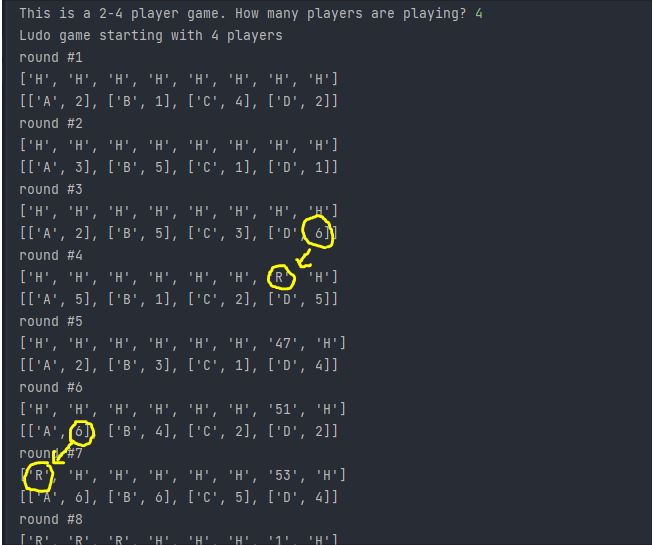 This is a 2-4 player game. How many players are playing? 4
Ludo game starting with 4 players
round #1
['H', 'H', 'H', 'H', 'H', 'H', 'H', 'H']
[['A', 2], ['B', 1], ['C', 4], ['D', 2]]
round #2
['H', 'H', 'H', 'H', 'H', 'H', 'H', 'H']
[['A', 3], ['B', 5], ['C', 1], ['D', 1]]
round #3
['H', 'H', 'H', 'H', 'H', 'H', 'H', 'H']
[['A', 2], ['B', 5], ['C', 3], ['D', 6]]
round #4
['H', 'H', 'H', 'H', 'H', 'H', 'R', 'H']
[['A', 5], ['B', 1], ['C', 2], ['D', 5]]
round #5
['H', 'H', 'H', 'H', 'H', 'H', '47', 'H']
[['A', 2], ['B', 3], ['C', 1], ['D', 4]]
round #6
['H', 'H', 'H', 'H', 'H', 'H', '51', 'H']
[['A', 6], ['B', 4], ['C', 2], ['D', 2]]
round #7
['R', 'H', 'H', 'H', 'H', 'H', '53', 'H']
[['A', 6], ['B', 6], ['C', 5], ['D', 4]]
round #8
['R', 'R', 'R', 'H', 'H', 'H', '1', 'H']